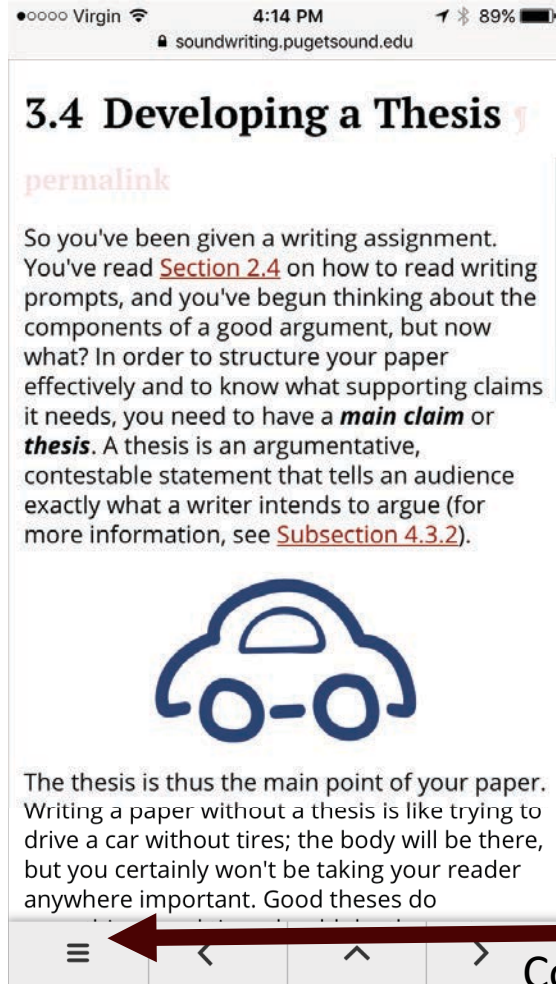 ●○○○○ Virgin 4:14 PM 89%
soundwriting.pugetsound.edu
3.4 Developing a Thesis ¶
permalink
So you've been given a writing assignment.
You've read Section 2.4 on how to read writing
prompts, and you've begun thinking about the
components of a good argument, but now
what? In order to structure your paper
effectively and to know what supporting claims
it needs, you need to have a main claim or
thesis. A thesis is an argumentative,
contestable statement that tells an audience
exactly what a writer intends to argue (for
more information, see Subsection 4.3.2).
The thesis is thus the main point of your paper.
Writing a paper without a thesis is like trying to
drive a car without tires; the body will be there,
but you certainly won't be taking your reader
anywhere important. Good theses do